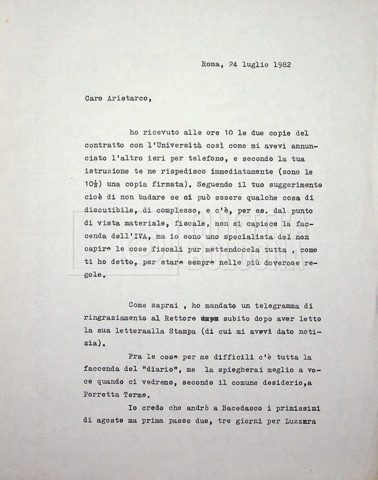 Roma, 24 luglio 1982
Caro Aristarco,
ho ricevuto alle ore 10 le due copie del
contratto con l'Università così come mi avevi annun-
ciato l'altro ieri per telefono, e secondo la tua
istruzione te ne rispedisco immediatamente (sono le
10½) una copia firmata). Seguendo il tuo suggerimento
cioè di non badare se ci può essere qualche cosa di
discutibile, di complesso, e c'è, per es. dal punto
di vista materiale, fiscale, non si capisce la fac-
cenda dell'IVA, ma io sono uno specialista del non
capire le cose fiscali pur mettendocela tutta , come
ti ho detto, per stare sempre nelle più doverose re-
gole.
Come saprai , ho mandato un telegramma di
ringraziamento al Rettore subito dopo aver letto
la sua letteraalla Stampa (di cui mi avevi dato noti-
zia).
Fra le cose per me difficili c'è tutta la
faccenda del "diario", me la spiegherai meglio a vo-
ce quando ci vedremo, secondo il comune desiderio,a
Porretta Terme.
Io credo che andrò a Bacedasco i primissimi
di agosto ma prima passo due, tre giorni per Luzzara